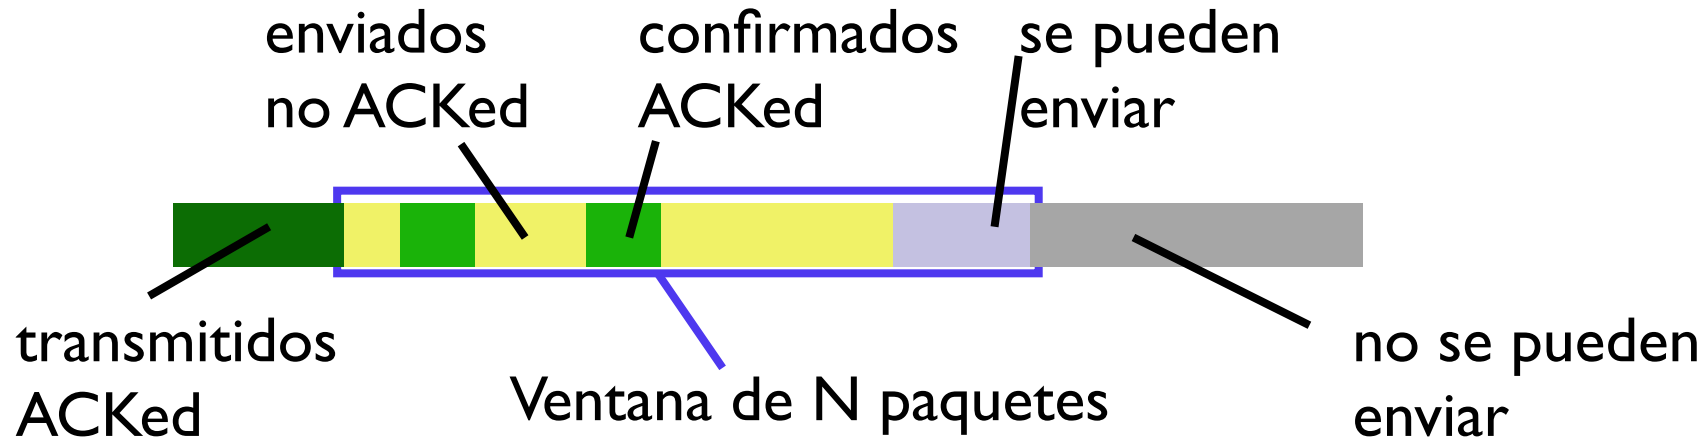 enviados
no ACKed
confirmados
ACKed
se pueden
enviar
transmitidos
ACKed
Ventana de N paquetes
no se pueden
enviar